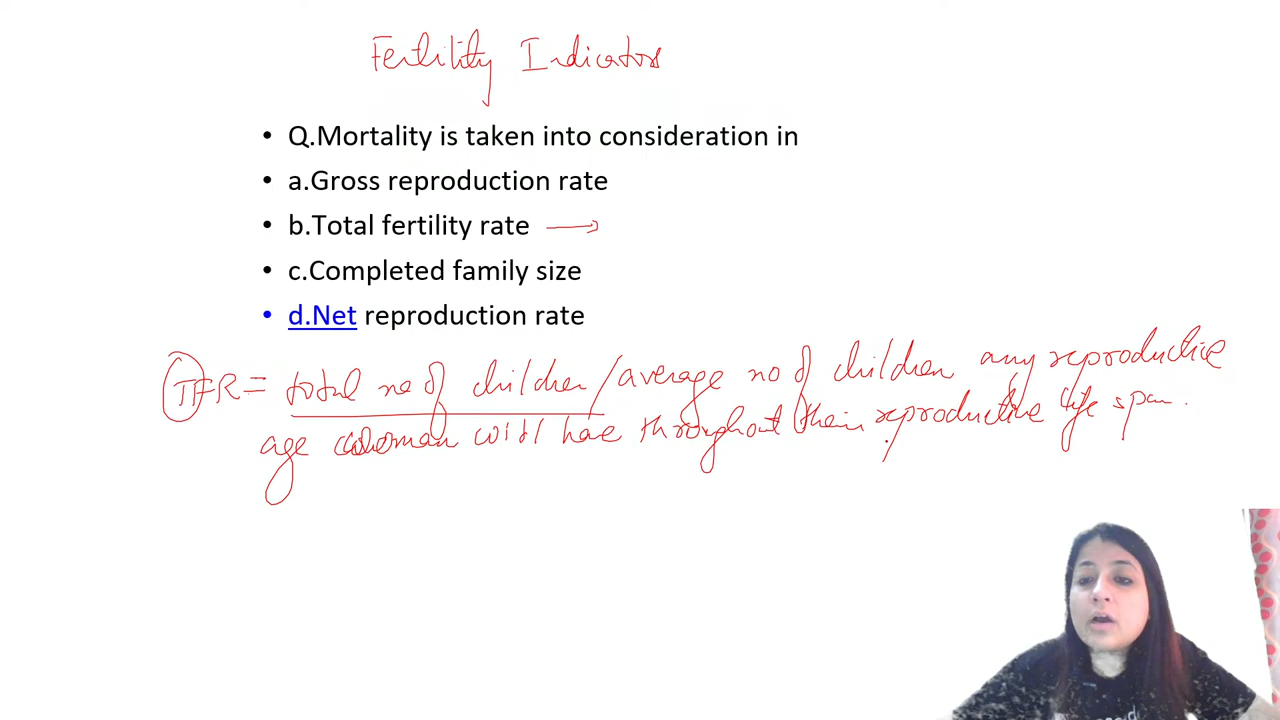 Fertility Indicators
• Q.Mortality is taken into consideration in
• a.Gross reproduction rate
• b.Total fertility rate →
• c.Completed family size
• d.Net reproduction rate
TFR = total no of children/average no of children any reproductive
age woman will have throughout their reproductive life span.